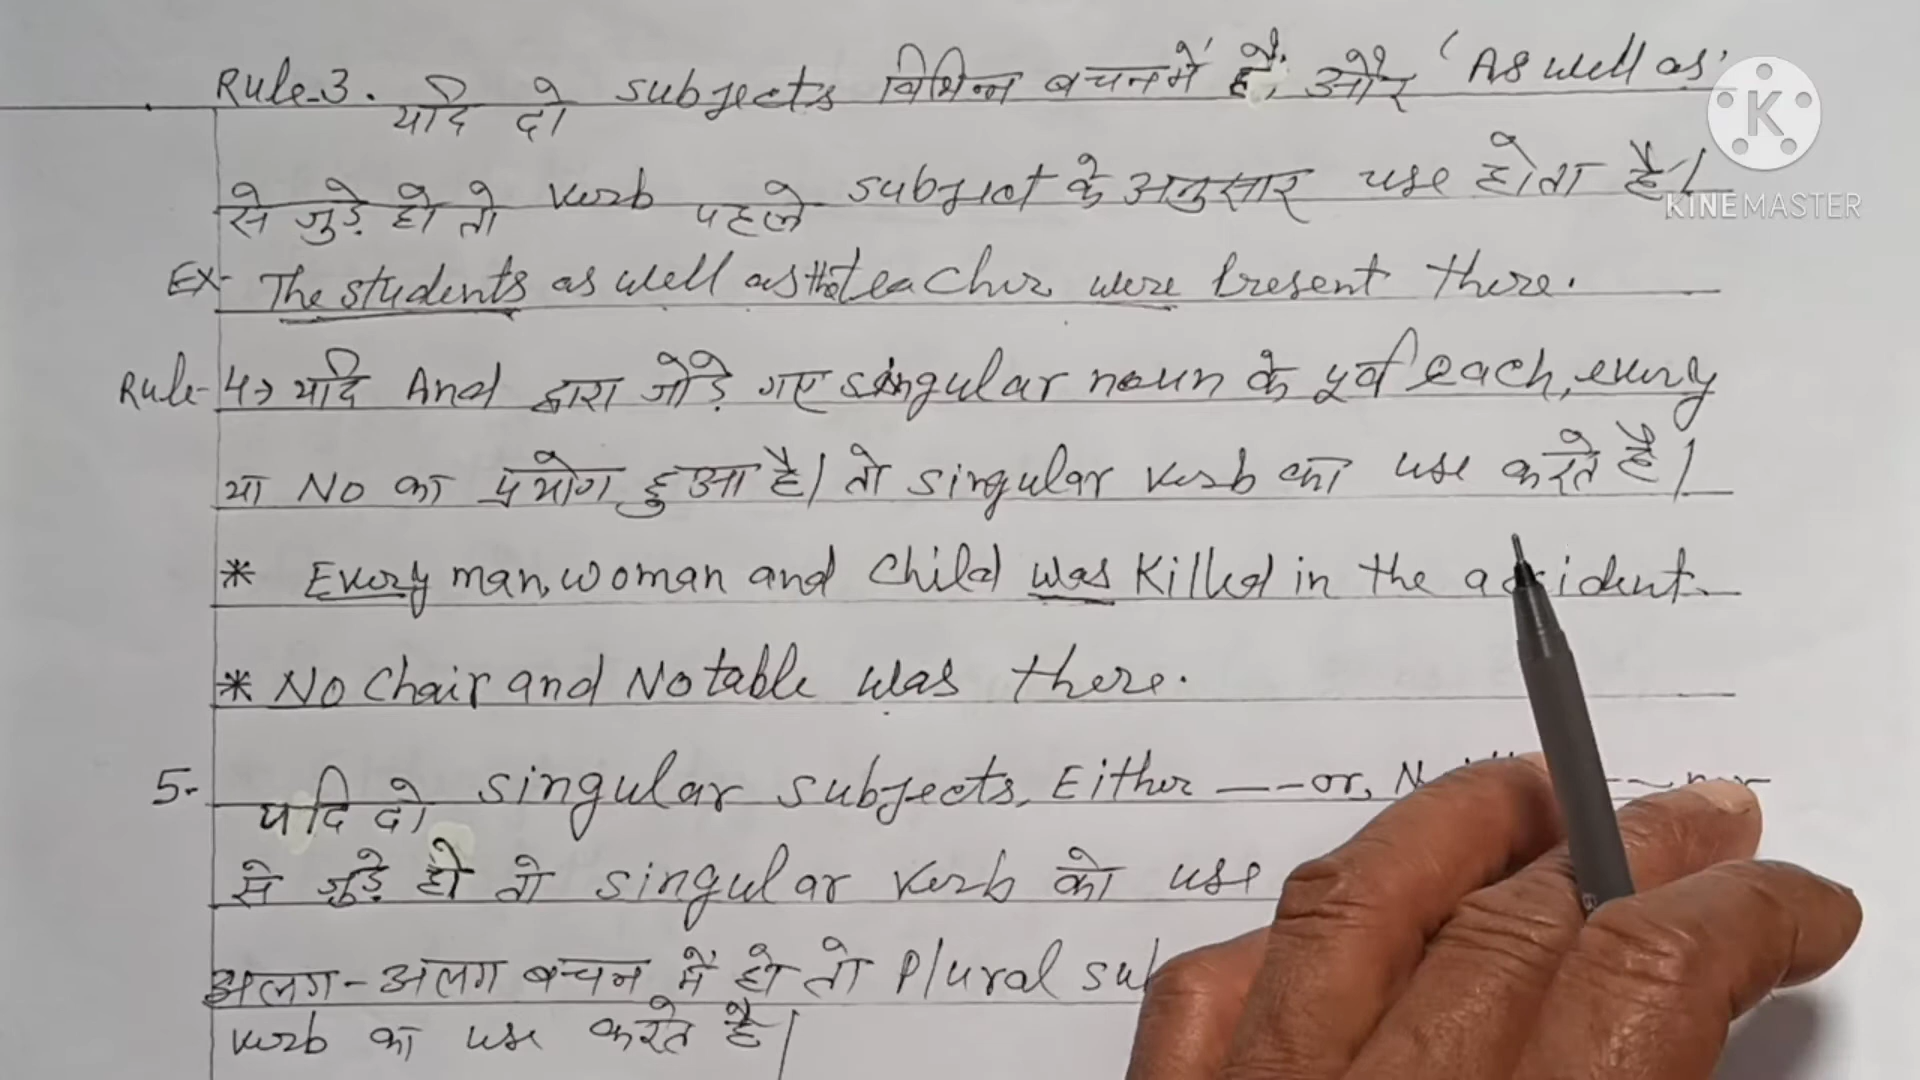 Rule-3. यदि दो subjects विभिन्न बचन में हो, और 'As well as'
से जुड़े हो तो verb पहले subject के अनुसार use होता है।
Ex- The students as well as the teacher were present there.
Rule-4→ यदि And द्वारा जोड़े गए singular noun के पूर्व each, every
या No का प्रयोग हुआ है। तो singular verb का use करते है।
* Every man, woman and child was killed in the accident.
* No chair and No table was there.
5- यदि दो singular subjects, Either ---or, nor
से जुड़े हो तो singular verb को use
अलग-अलग बचन में हो तो Plural
verb का use करते है।
K
KINEMASTER